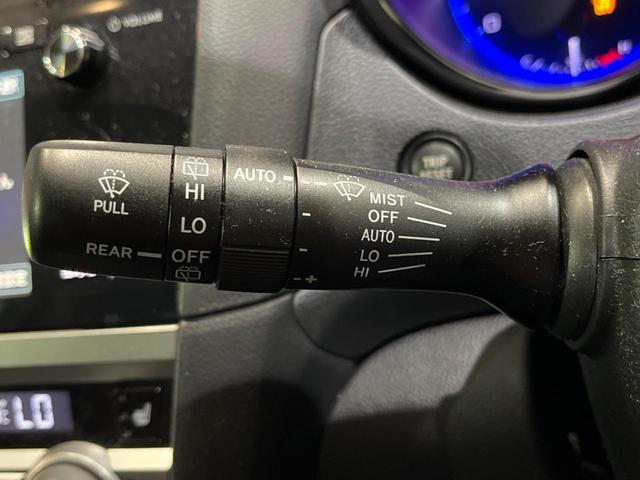 VOLUME
TRIP
RESET
PULL
REAR
HI
LO
OFF
AUTO
- +
MIST
OFF
AUTO
LO
HI
LO